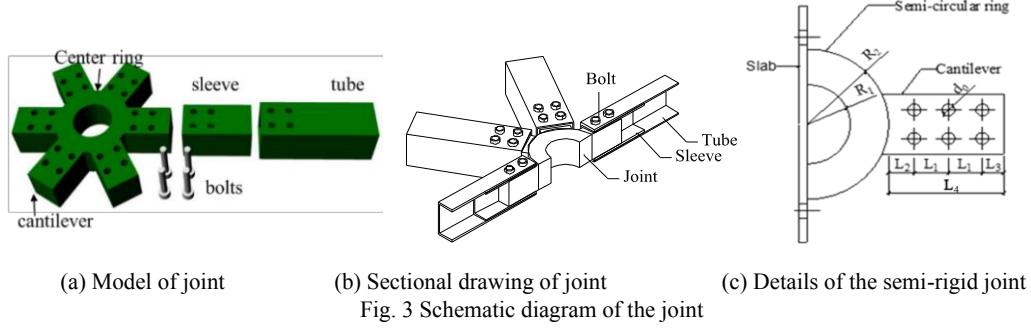 Center ring
sleeve
tube
bolts
cantilever
Bolt
Tube
Sleeve
Joint
Semi-circular ring
R2
Slab
Cantilever
R1
d0
L2 L1 L1 L3
L4
(a) Model of joint (b) Sectional drawing of joint (c) Details of the semi-rigid joint
Fig. 3 Schematic diagram of the joint